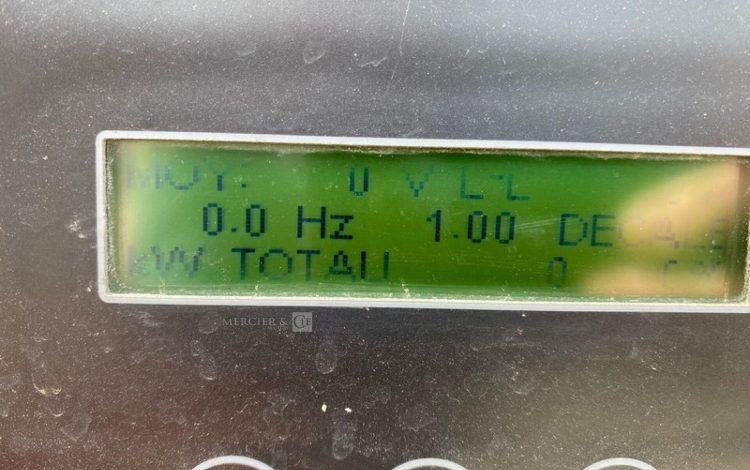 MOY: 0 V L-L
0.0 Hz 1.00 DECALE
kW TOTAU 0
MERCIER & CIE